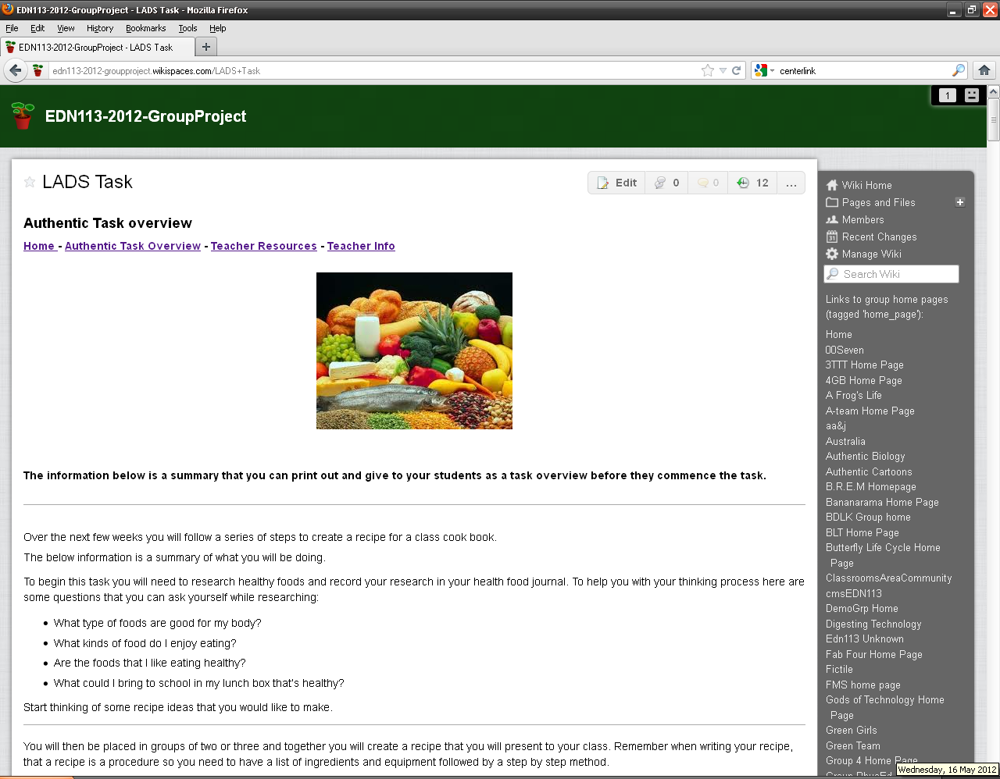 EDN113-2012-GroupProject - LADS Task - Mozilla Firefox
File Edit View History Bookmarks Tools Help
EDN113-2012-GroupProject - LADS Task
edn113-2012-groupproject.wikispaces.com/LADS+Task
centerlink
1
EDN113-2012-GroupProject
LADS Task
Edit 0 0 12 ...
Authentic Task overview
Home - Authentic Task Overview - Teacher Resources - Teacher Info
The information below is a summary that you can print out and give to your students as a task overview before they commence the task.
Over the next few weeks you will follow a series of steps to create a recipe for a class cook book.
The below information is a summary of what you will be doing.
To begin this task you will need to research healthy foods and record your research in your health food journal. To help you with your thinking process here are
some questions that you can ask yourself while researching:
• What type of foods are good for my body?
• What kinds of food do I enjoy eating?
• Are the foods that I like eating healthy?
• What could I bring to school in my lunch box that's healthy?
Start thinking of some recipe ideas that you would like to make.
You will then be placed in groups of two or three and together you will create a recipe that you will present to your class. Remember when writing your recipe,
that a recipe is a procedure so you need to have a list of ingredients and equipment followed by a step by step method.
Wiki Home
Pages and Files
Members
31 Recent Changes
Manage Wiki
Search Wiki
Links to group home pages
(tagged 'home_page'):
Home
00Seven
3TTT Home Page
4GB Home Page
A Frog's Life
A-team Home Page
aa&j
Australia
Authentic Biology
Authentic Cartoons
B.R.E.M Homepage
Bananarama Home Page
BDLK Group home
BLT Home Page
Butterfly Life Cycle Home
Page
ClassroomsAreaCommunity
cmsEDN113
DemoGrp Home
Digesting Technology
Edn113 Unknown
Fab Four Home Page
Fictile
FMS home page
Gods of Technology Home
Page
Green Girls
Green Team
Group 4 Home Page
Group PhysEd
Wednesday, 16 May 2012